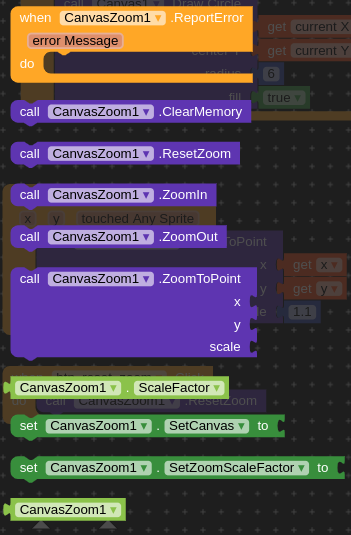 call Canvas1 .Draw Circle
when CanvasZoom1 .ReportError
get current X
error Message
center Y get current Y
do
radius 6
fill true
call CanvasZoom1 .ClearMemory
call CanvasZoom1 .ResetZoom
call CanvasZoom1 .ZoomIn
x y touched Any Sprite
call CanvasZoom1 .ZoomOut
ToPoint
call CanvasZoom1 .ZoomToPoint
x get x
x
y get y
y
1.1
scale
CanvasZoom1 . ScaleFactor
call CanvasZoom1 .ResetZoom
set CanvasZoom1 . SetCanvas to
set CanvasZoom1 . SetZoomScaleFactor to
CanvasZoom1